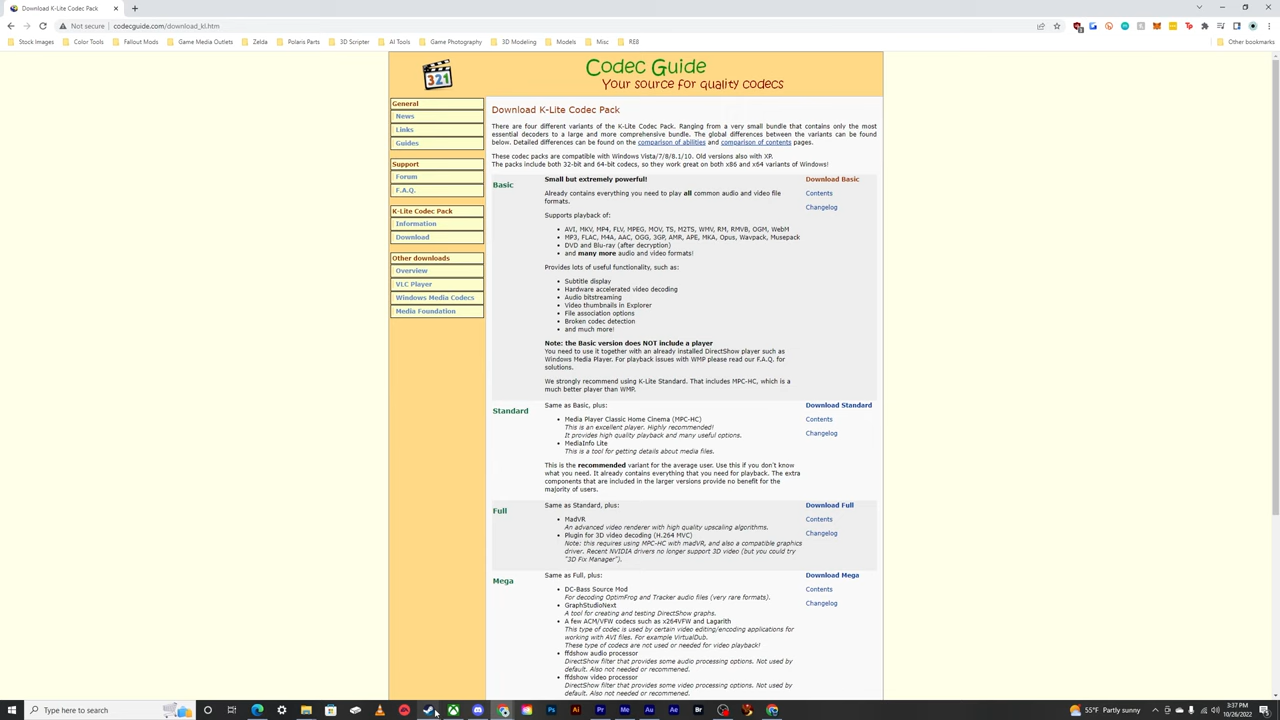 Download K-Lite Codec Pack
Not secure
codecguide.com/download_kl.htm
Stock Images
Color Tools
Fallout Mods
Game Media Outlets
Zelda
Polaris Parts
3D Scripter
AI Tools
Game Photography
3D Modeling
Models
Misc
RE8
Other bookmarks
321
Codec Guide
Your source for quality codecs
General
News
Links
Guides
Support
Forum
F.A.Q.
K-Lite Codec Pack
Information
Download
Other downloads
Overview
VLC Player
Windows Media Codecs
Media Foundation
Download K-Lite Codec Pack
There are four different variants of the K-Lite Codec Pack. Ranging from a very small bundle that contains only the most
essential decoders to a large and more comprehensive bundle. The global differences between the variants can be found
below. Detailed differences can be found on the comparison of abilities and comparison of contents pages.
These codec packs are compatible with Windows Vista/7/8/8.1/10. Old versions also with XP.
The packs include both 32-bit and 64-bit codecs, so they work great on both x86 and x64 variants of Windows!
Basic
Small but extremely powerful!
Already contains everything you need to play all common audio and video file
formats.
Supports playback of:
• AVI, MKV, MP4, FLV, MPEG, MOV, TS, M2TS, WMV, RM, RMVB, OGM, WebM
• MP3, FLAC, M4A, AAC, OGG, 3GP, AMR, APE, MKA, Opus, Wavpack, Musepack
• DVD and Blu-ray (after decryption)
• and many more audio and video formats!
Provides lots of useful functionality, such as:
• Subtitle display
• Hardware accelerated video decoding
• Audio bitstreaming
• Video thumbnails in Explorer
• File association options
• Broken codec detection
• and much more!
Note: the Basic version does NOT include a player
You need to use it together with an already installed DirectShow player such as
Windows Media Player. For playback issues with WMP please read our F.A.Q. for
solutions.
We strongly recommend using K-Lite Standard. That includes MPC-HC, which is a
much better player than WMP.
Download Basic
Contents
Changelog
Standard
Same as Basic, plus:
• Media Player Classic Home Cinema (MPC-HC)
This is an excellent player. Highly recommended!
It provides high quality playback and many useful options.
• MediaInfo Lite
This is a tool for getting details about media files.
This is the recommended variant for the average user. Use this if you don't know
what you need. It already contains everything that you need for playback. The extra
components that are included in the larger versions provide no benefit for the
majority of users.
Download Standard
Contents
Changelog
Full
Same as Standard, plus:
• MadVR
An advanced video renderer with high quality upscaling algorithms.
• Plugin for 3D video decoding (H.264 MVC)
Note: this requires using MPC-HC with madVR, and also a compatible graphics
driver. Recent NVIDIA drivers no longer support 3D video (but you could try
"3D Fix Manager").
Download Full
Contents
Changelog
Mega
Same as Full, plus:
• DC-Bass Source Mod
For decoding OptimFrog and Tracker audio files (very rare formats).
• GraphStudioNext
A tool for creating and testing DirectShow graphs.
• A few ACM/VFW codecs such as x264VFW and Lagarith
This type of codec is used by certain video editing/encoding applications for
working with AVI files. For example VirtualDub.
These type of codecs are not used or needed for video playback!
• ffdshow audio processor
DirectShow filter that provides some audio processing options. Not used by
default. Also not needed or recommened.
• ffdshow video processor
DirectShow filter that provides some video processing options. Not used by
default. Also not needed or recommened.
Download Mega
Contents
Changelog
Type here to search
Ps
Ai
Pr
Me
Au
Ae
Br
55°F Partly sunny
3:37 PM
10/26/2022